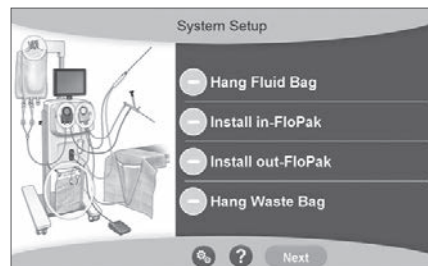 System Setup
Hang Fluid Bag
Install in-FloPak
Install out-FloPak
Hang Waste Bag
?
Next